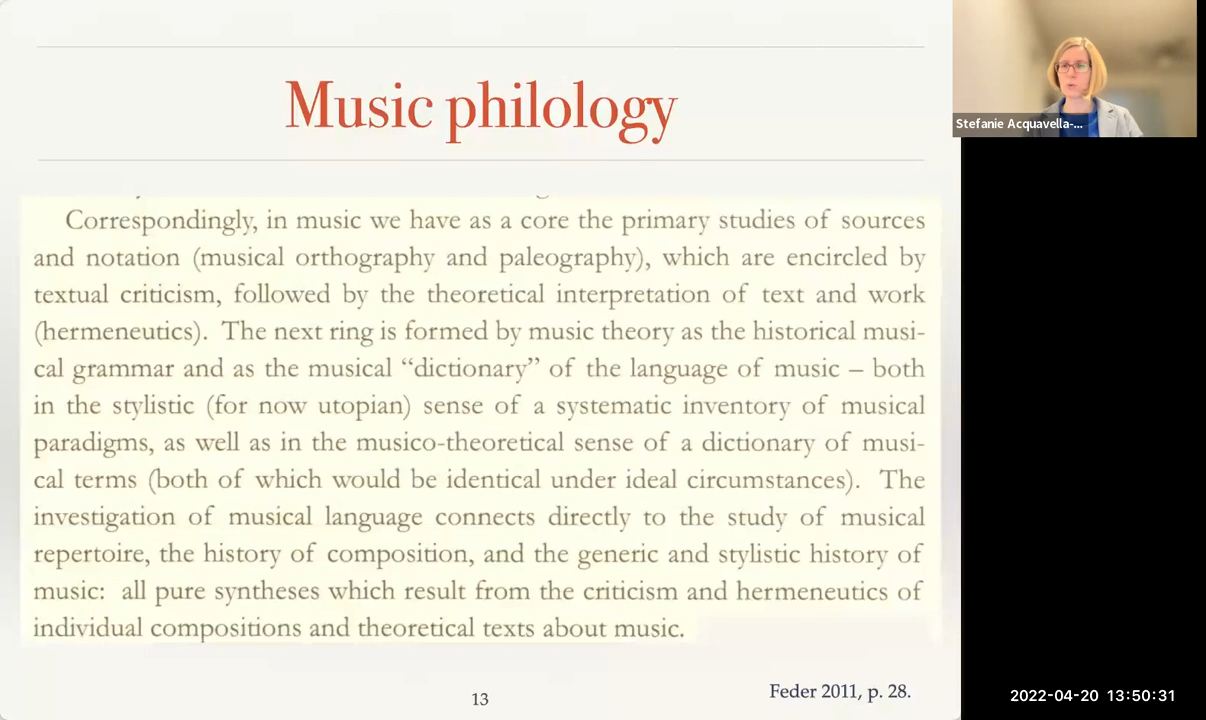 Music philology
Correspondingly, in music we have as a core the primary studies of sources
and notation (musical orthography and paleography), which are encircled by
textual criticism, followed by the theoretical interpretation of text and work
(hermeneutics). The next ring is formed by music theory as the historical musi-
cal grammar and as the musical “dictionary” of the language of music – both
in the stylistic (for now utopian) sense of a systematic inventory of musical
paradigms, as well as in the musico-theoretical sense of a dictionary of musi-
cal terms (both of which would be identical under ideal circumstances). The
investigation of musical language connects directly to the study of musical
repertoire, the history of composition, and the generic and stylistic history of
music: all pure syntheses which result from the criticism and hermeneutics of
individual compositions and theoretical texts about music.
13
Feder 2011, p. 28.
Stefanie Acquavella-...
2022-04-20 13:50:31